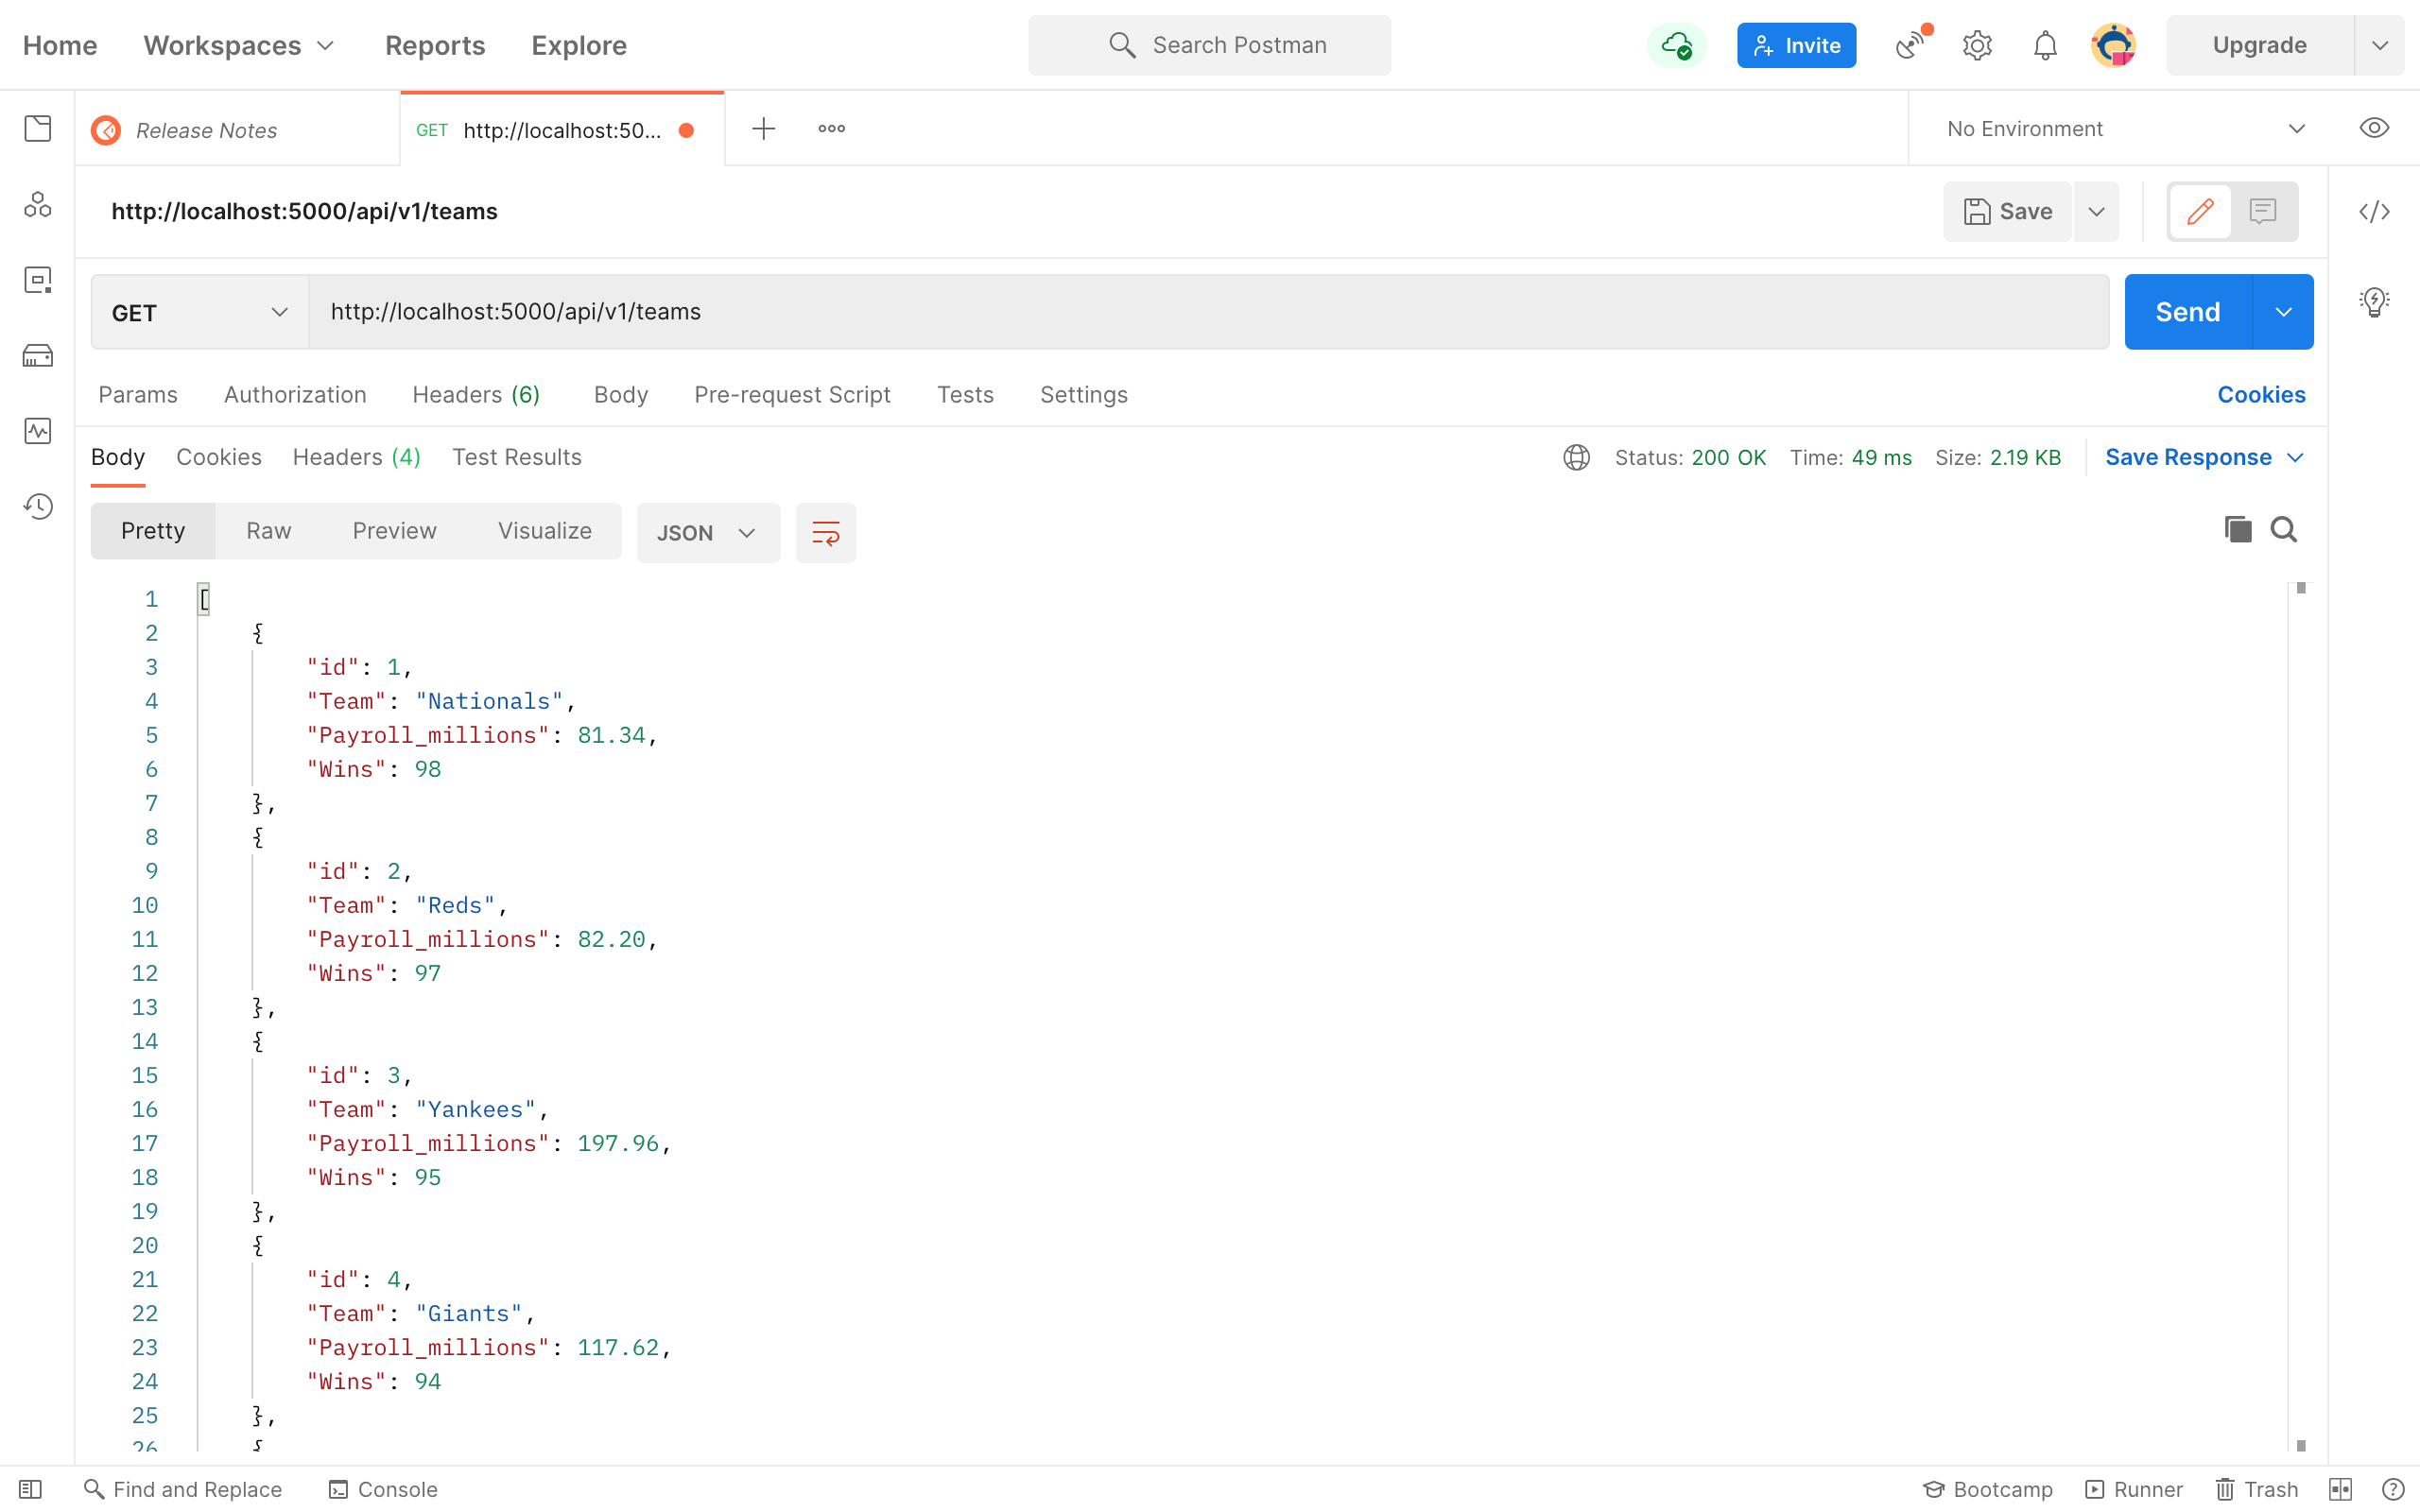 Home Workspaces Reports Explore Search Postman Invite Upgrade
Release Notes GET http://localhost:50... No Environment
http://localhost:5000/api/v1/teams Save
GET http://localhost:5000/api/v1/teams Send
Params Authorization Headers (6) Body Pre-request Script Tests Settings Cookies
Body Cookies Headers (4) Test Results Status: 200 OK Time: 49 ms Size: 2.19 KB Save Response
Pretty Raw Preview Visualize JSON
1 [
2 {
3 "id": 1,
4 "Team": "Nationals",
5 "Payroll_millions": 81.34,
6 "Wins": 98
7 },
8 {
9 "id": 2,
10 "Team": "Reds",
11 "Payroll_millions": 82.20,
12 "Wins": 97
13 },
14 {
15 "id": 3,
16 "Team": "Yankees",
17 "Payroll_millions": 197.96,
18 "Wins": 95
19 },
20 {
21 "id": 4,
22 "Team": "Giants",
23 "Payroll_millions": 117.62,
24 "Wins": 94
25 },
26 {
Find and Replace Console Bootcamp Runner Trash